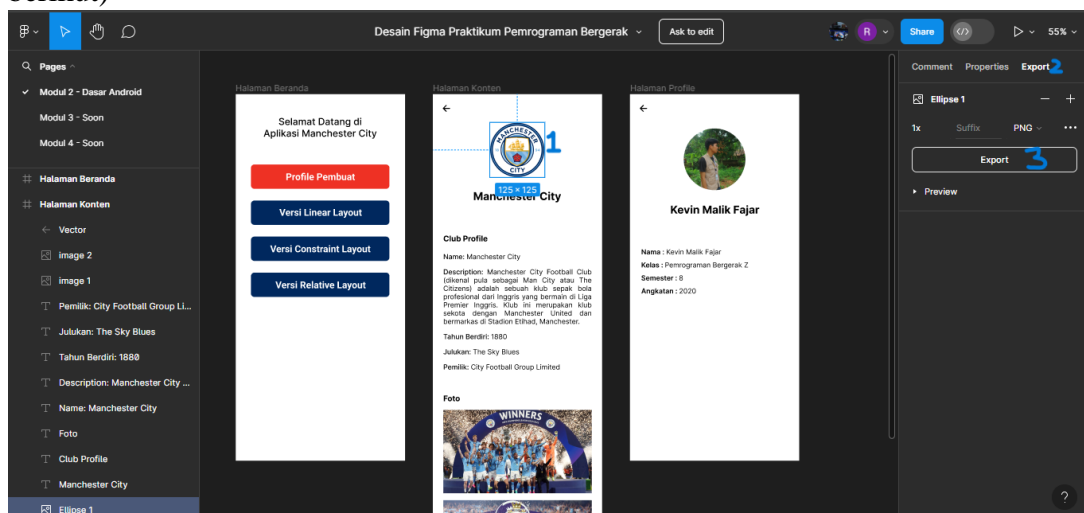 Desain Figma Praktikum Pemrograman Bergerak
Ask to edit
R
Share
55%
Pages
Modul 2 - Dasar Android
Modul 3 - Soon
Modul 4 - Soon
Halaman Beranda
Halaman Konten
Vector
image 2
image 1
Pemilik: City Football Group Li...
Julukan: The Sky Blues
Tahun Berdiri: 1880
Description: Manchester City ...
Name: Manchester City
Foto
Club Profile
Manchester City
Ellipse 1
Halaman Beranda
Selamat Datang di
Aplikasi Manchester City
Profile Pembuat
Versi Linear Layout
Versi Constraint Layout
Versi Relative Layout
Halaman Konten
MANCHESTER
CITY
1
125 × 125
Manchester City
Club Profile
Name: Manchester City
Description: Manchester City Football Club
(dikenal pula sebagai Man City atau The
Citizens) adalah sebuah klub sepak bola
profesional dari Inggris yang bermain di Liga
Premier Inggris. Klub ini merupakan klub
sekota dengan Manchester United dan
bermarkas di Stadion Etihad, Manchester.
Tahun Berdiri: 1880
Julukan: The Sky Blues
Pemilik: City Football Group Limited
Foto
WINNERS
Halaman Profile
Kevin Malik Fajar
Nama : Kevin Malik Fajar
Kelas : Pemrograman Bergerak Z
Semester : 8
Angkatan : 2020
Comment Properties Export 2
Ellipse 1
1x Suffix PNG
Export 3
Preview
?